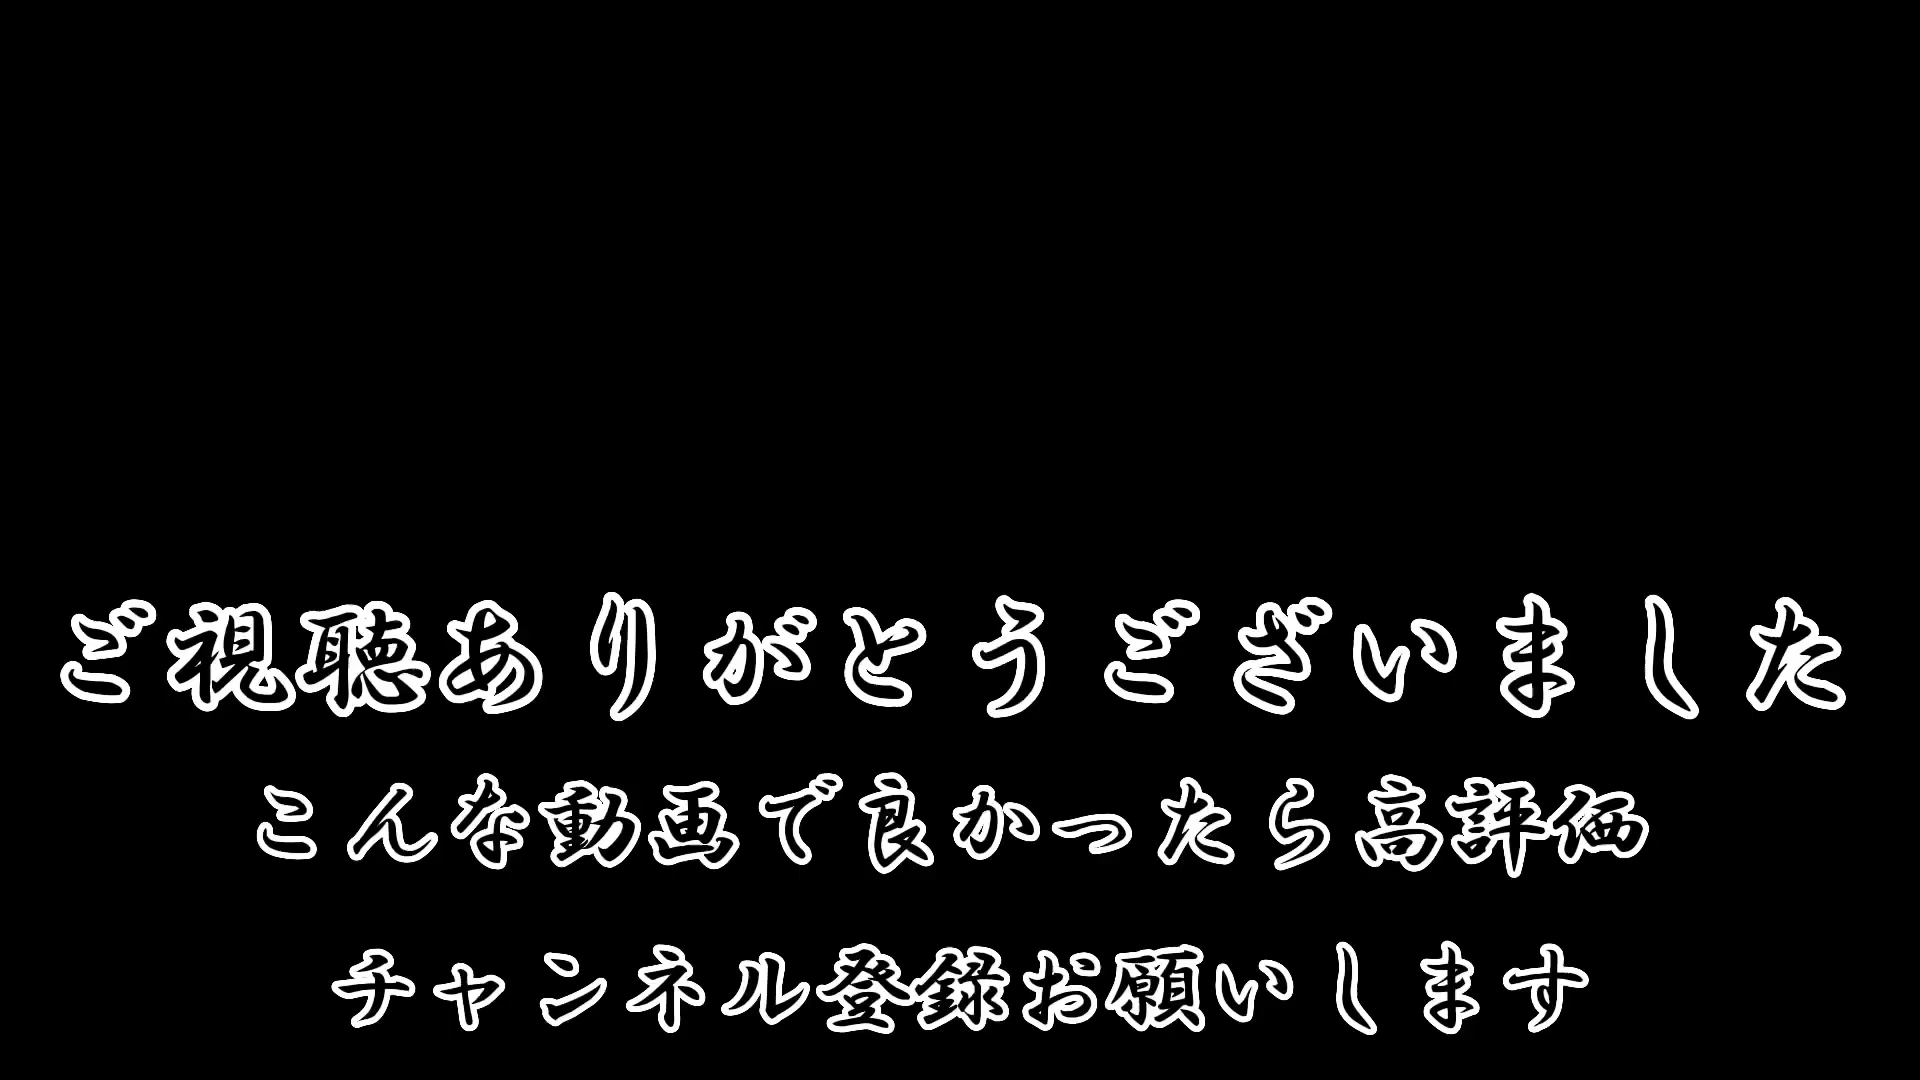 ご視聴ありがとうございました
こんな動画で良かったら高評価
チャンネル登録お願いします